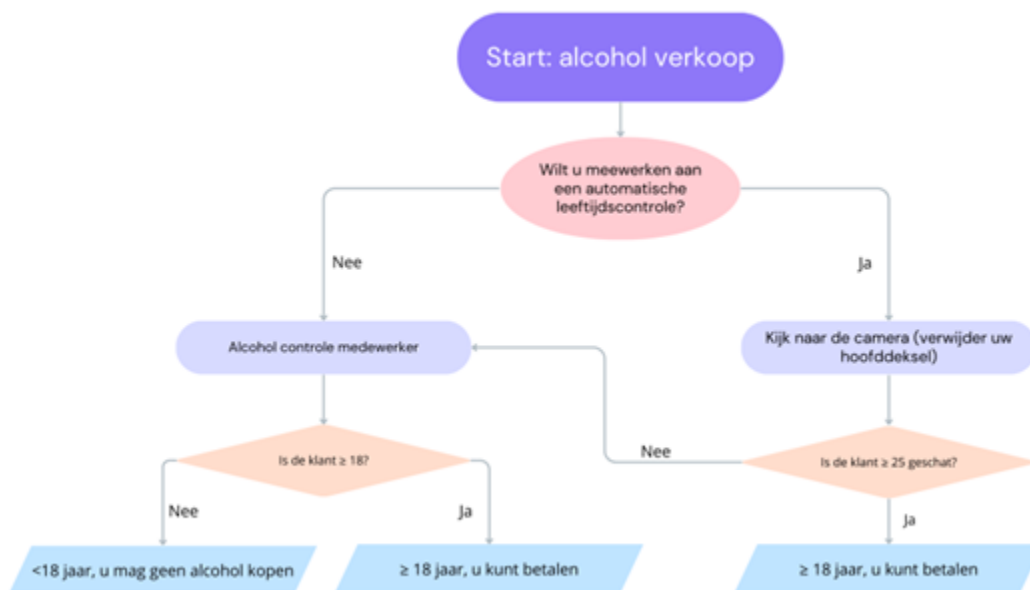 Start: alcohol verkoop
Wilt u meewerken aan
een automatische
leeftijdscontrole?
Nee
Ja
Alcohol controle medewerker
Kijk naar de camera (verwijder uw
hoofddeksel)
Is de klant ≥ 18?
Nee
Is de klant ≥ 25 geschat?
Nee
Ja
Ja
<18 jaar, u mag geen alcohol kopen
≥ 18 jaar, u kunt betalen
≥ 18 jaar, u kunt betalen